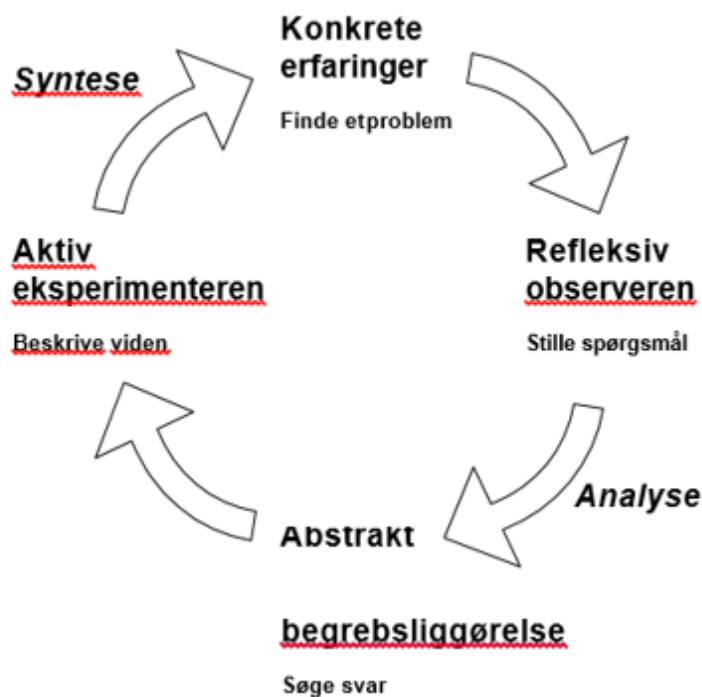 Konkrete
erfaringer
Finde etproblem
Syntese
Refleksiv
observeren
Stille spørgsmål
Analyse
Abstrakt
begrebsliggørelse
Søge svar
Aktiv
eksperimenteren
Beskrive viden